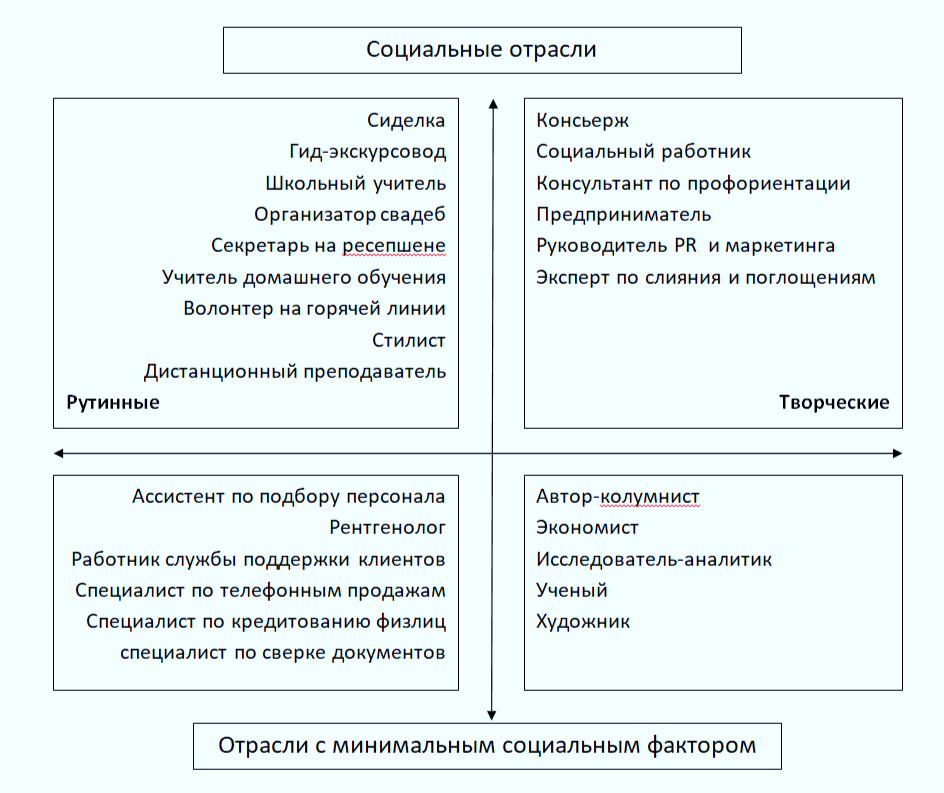 Социальные отрасли
Сиделка
Гид-экскурсовод
Школьный учитель
Организатор свадеб
Секретарь на ресепшене
Учитель домашнего обучения
Волонтер на горячей линии
Стилист
Дистанционный преподаватель
Рутинные
Консьерж
Социальный работник
Консультант по профориентации
Предприниматель
Руководитель PR и маркетинга
Эксперт по слияния и поглощениям
Творческие
Ассистент по подбору персонала
Рентгенолог
Работник службы поддержки клиентов
Специалист по телефонным продажам
Специалист по кредитованию физлиц
специалист по сверке документов
Автор-колумнист
Экономист
Исследователь-аналитик
Ученый
Художник
Отрасли с минимальным социальным фактором